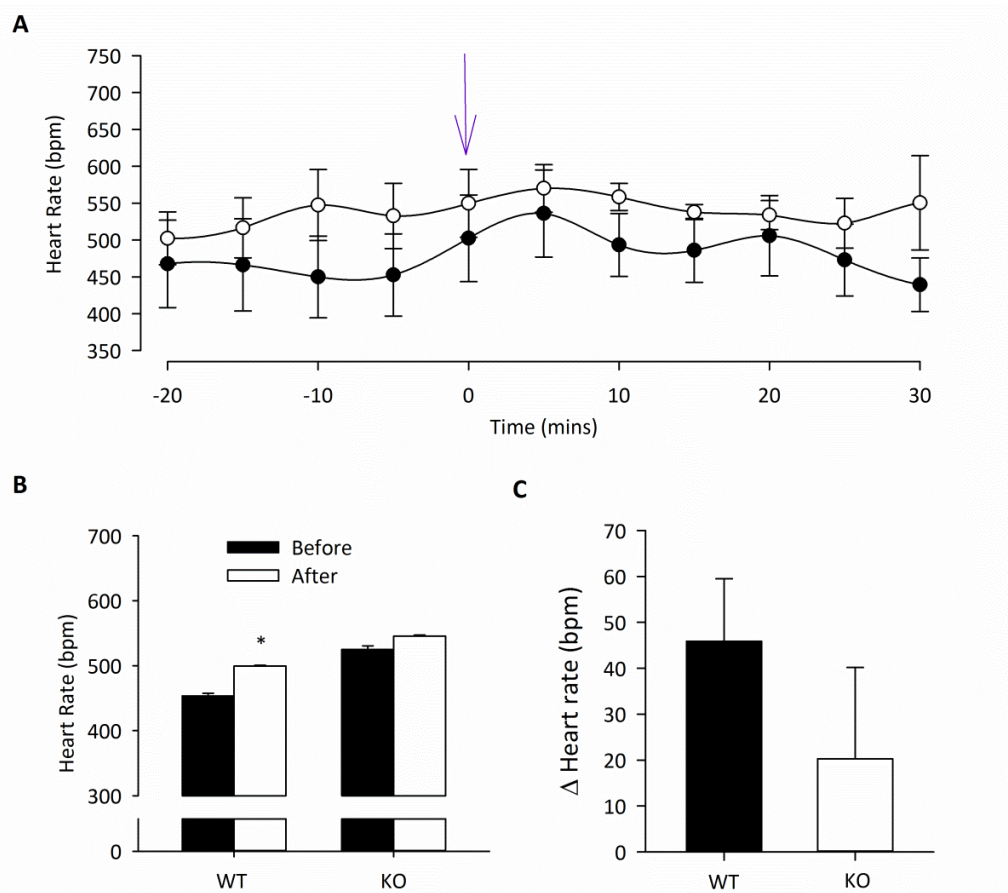 A
750
700
650
600
550
500
450
400
350
Heart Rate (bpm)
-20 -10 0 10 20 30
Time (mins)
B
700
600
500
400
300
0
Heart Rate (bpm)
Before
After
*
WT KO
C
70
60
50
40
30
20
10
0
Δ Heart rate (bpm)
WT KO